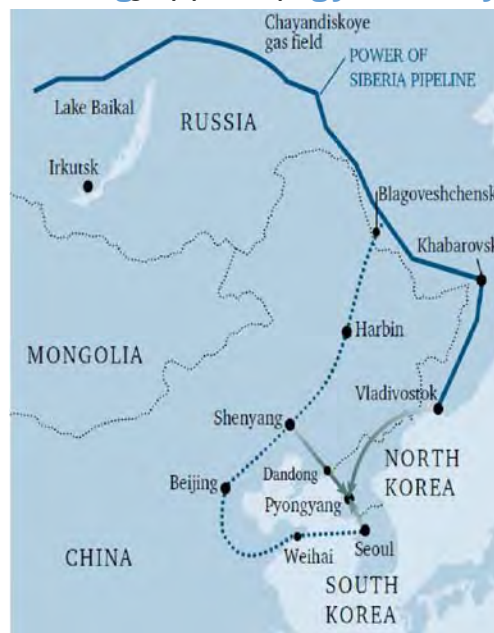 Chayandiskoye
gas field
POWER OF
SIBERIA PIPELINE
Lake Baikal
RUSSIA
Irkutsk
Blagoveshchensk
Khabarovsk
Harbin
MONGOLIA
Vladivostok
Shenyang
NORTH
KOREA
Dandong
Beijing
Pyongyang
Seoul
Weihai
CHINA
SOUTH
KOREA